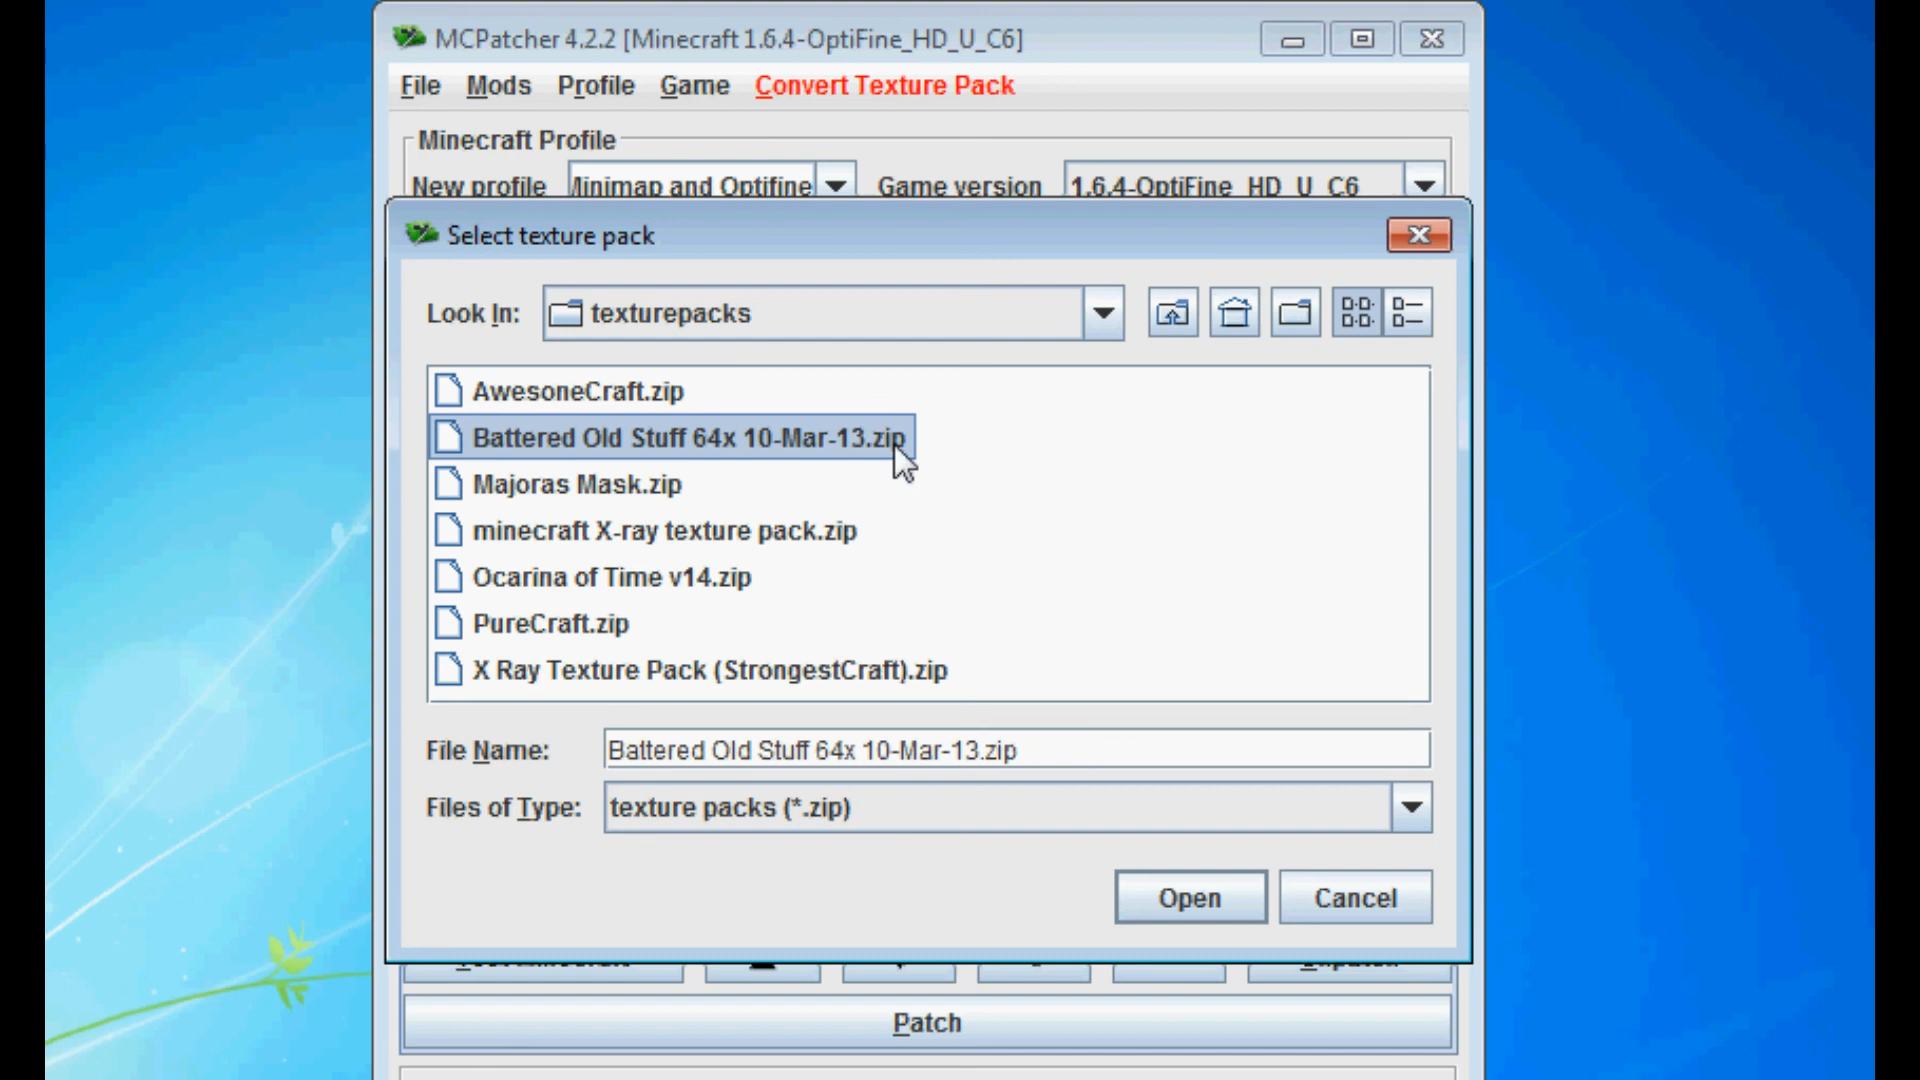 MCPatcher 4.2.2 [Minecraft 1.6.4-OptiFine_HD_U_C6]
File Mods Profile Game Convert Texture Pack
Minecraft Profile
New profile Minimap and Optifine Game version 1.6.4-OptiFine_HD_U_C6
Select texture pack
Look In: texturepacks
AwesoneCraft.zip
Battered Old Stuff 64x 10-Mar-13.zip
Majoras Mask.zip
minecraft X-ray texture pack.zip
Ocarina of Time v14.zip
PureCraft.zip
X Ray Texture Pack (StrongestCraft).zip
File Name: Battered Old Stuff 64x 10-Mar-13.zip
Files of Type: texture packs (*.zip)
Open Cancel
Patch